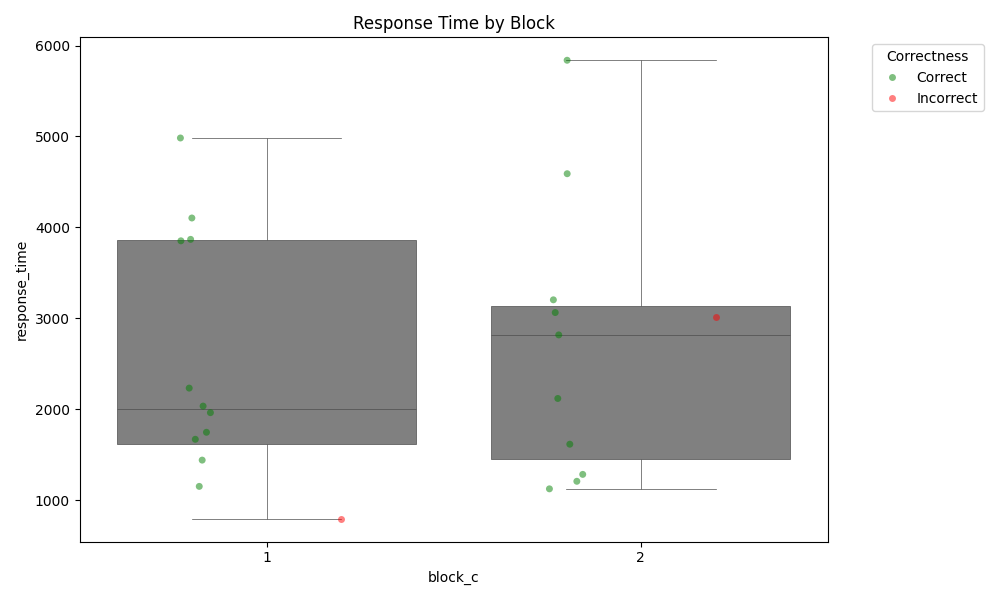 Response Time by Block
Correctness
Correct
Incorrect
6000
5000
4000
3000
2000
1000
response_time
1
2
block_c